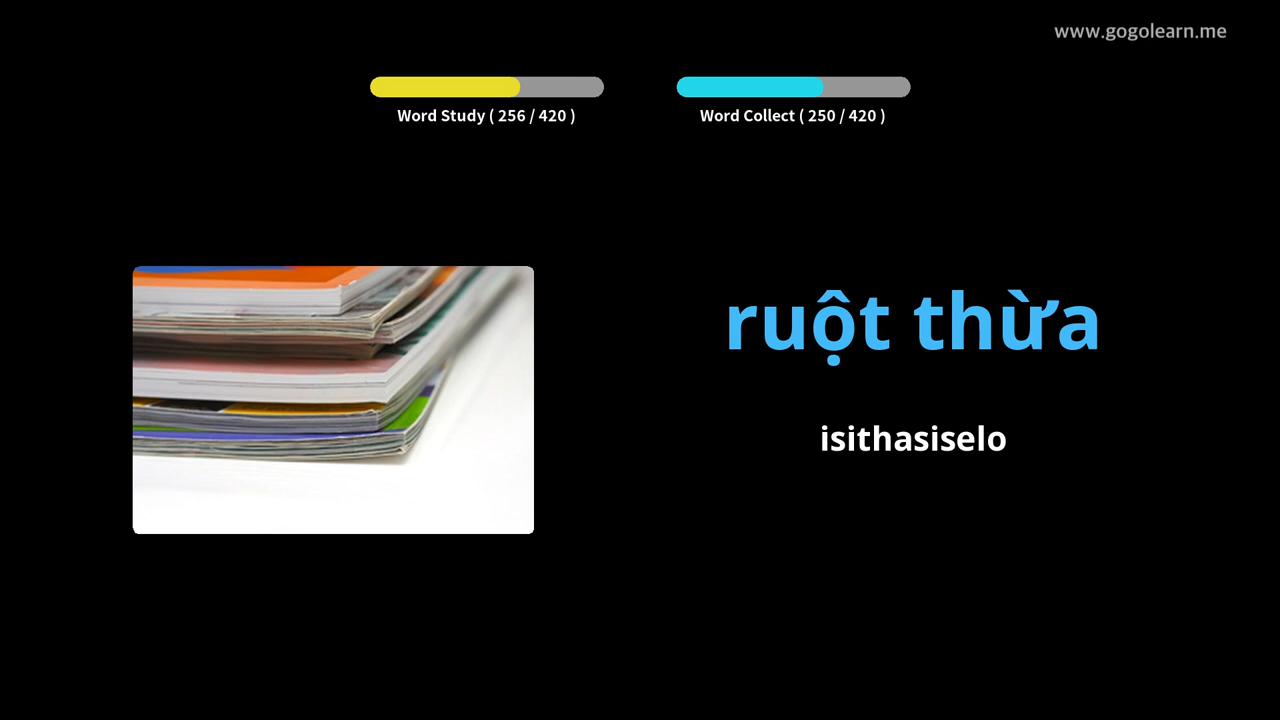 www.gogolearn.me
Word Study ( 256 / 420 )
Word Collect ( 250 / 420 )
ruột thừa
isithasiselo